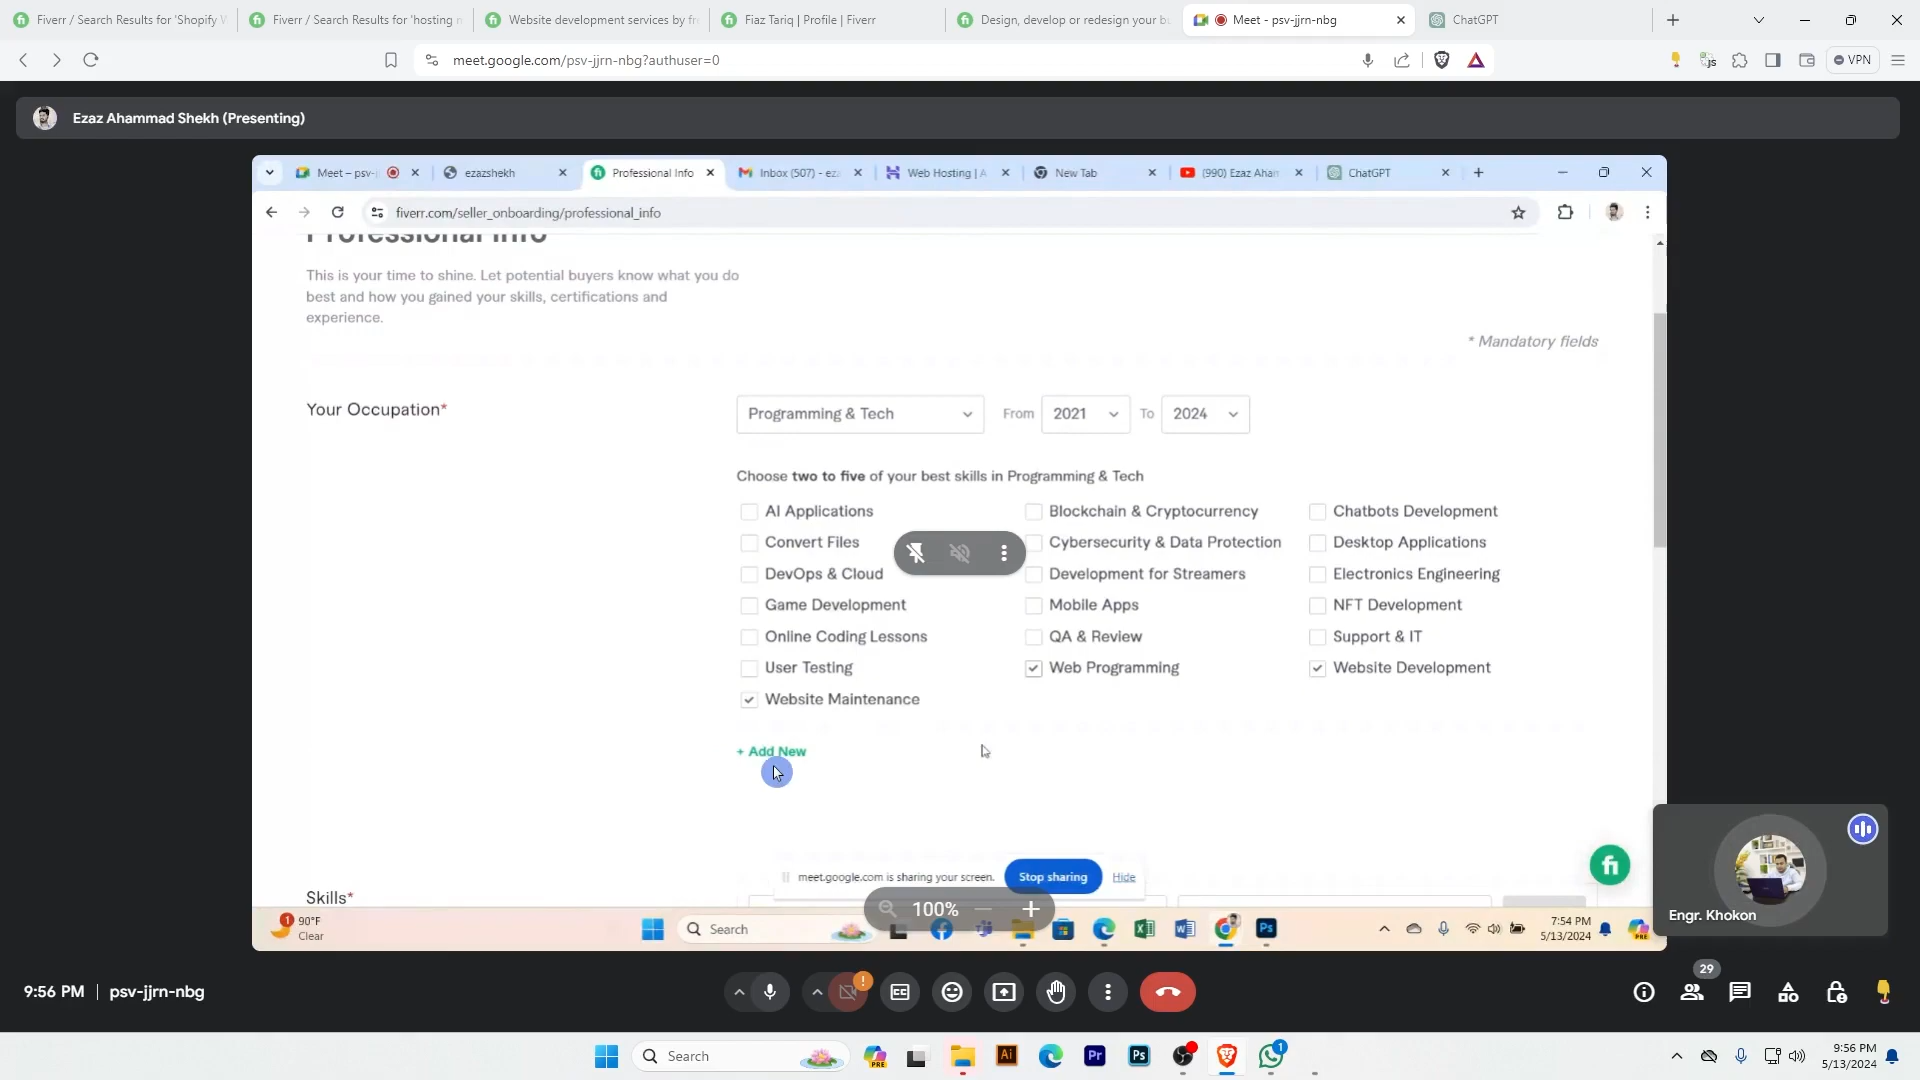 Fiverr / Search Results for 'Shopify W
Fiverr / Search Results for 'hosting m
Website development services by fr
Fiaz Tariq | Profile | Fiverr
Design, develop or redesign your bu
Meet - psv-jjrn-nbg
ChatGPT
meet.google.com/psv-jjrn-nbg?authuser=0
VPN
Ezaz Ahammad Shekh (Presenting)
Meet – psv-j
ezazshekh
Professional Info
Inbox (507) - eza
Web Hosting | A
New Tab
(990) Ezaz Aham
ChatGPT
fiverr.com/seller_onboarding/professional_info
Professional Info
This is your time to shine. Let potential buyers know what you do
best and how you gained your skills, certifications and
experience.
* Mandatory fields
Your Occupation*
Programming & Tech
From
2021
To
2024
Choose two to five of your best skills in Programming & Tech
AI Applications
Blockchain & Cryptocurrency
Chatbots Development
Convert Files
Cybersecurity & Data Protection
Desktop Applications
DevOps & Cloud
Development for Streamers
Electronics Engineering
Game Development
Mobile Apps
NFT Development
Online Coding Lessons
QA & Review
Support & IT
User Testing
Web Programming
Website Development
Website Maintenance
+ Add New
Skills*
meet.google.com is sharing your screen.
Stop sharing
Hide
100%
1
90°F
Clear
Search
7:54 PM
5/13/2024
Engr. Khokon
9:56 PM | psv-jjrn-nbg
29
Search
1
9:56 PM
5/13/2024